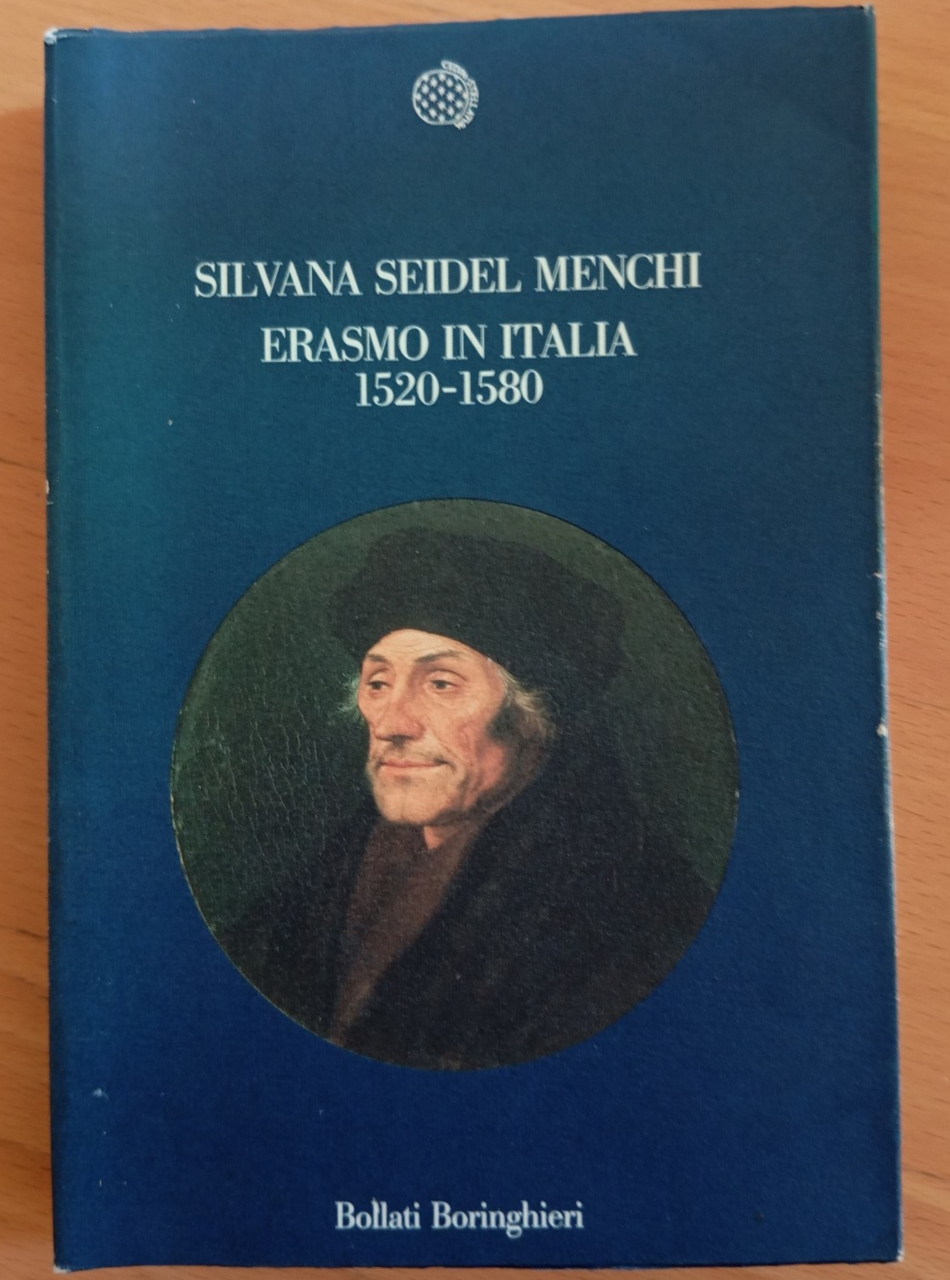 SILVANA SEIDEL MENCHI
ERASMO IN ITALIA
1520-1580
Bollati Boringhieri